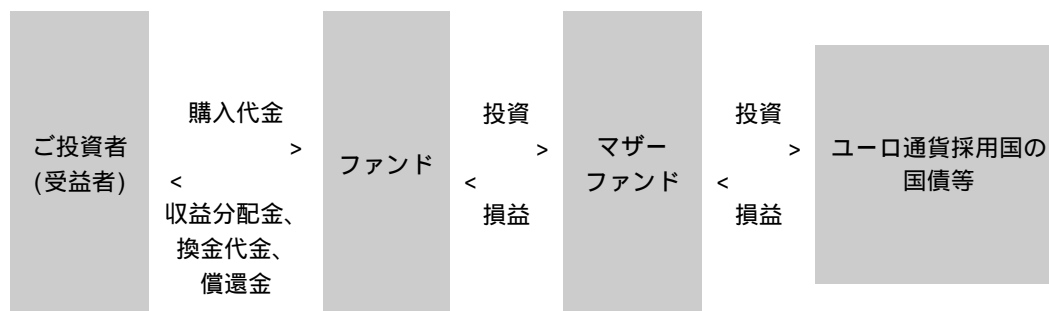 ご投資者
(受益者)
購入代金
>
<
収益分配金、
換金代金、
償還金
ファンド
投資
>
<
損益
マザー
ファンド
投資
>
<
損益
ユーロ通貨採用国の
国債等